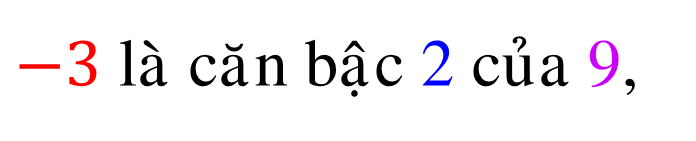 −3 là căn bậc 2 của 9,